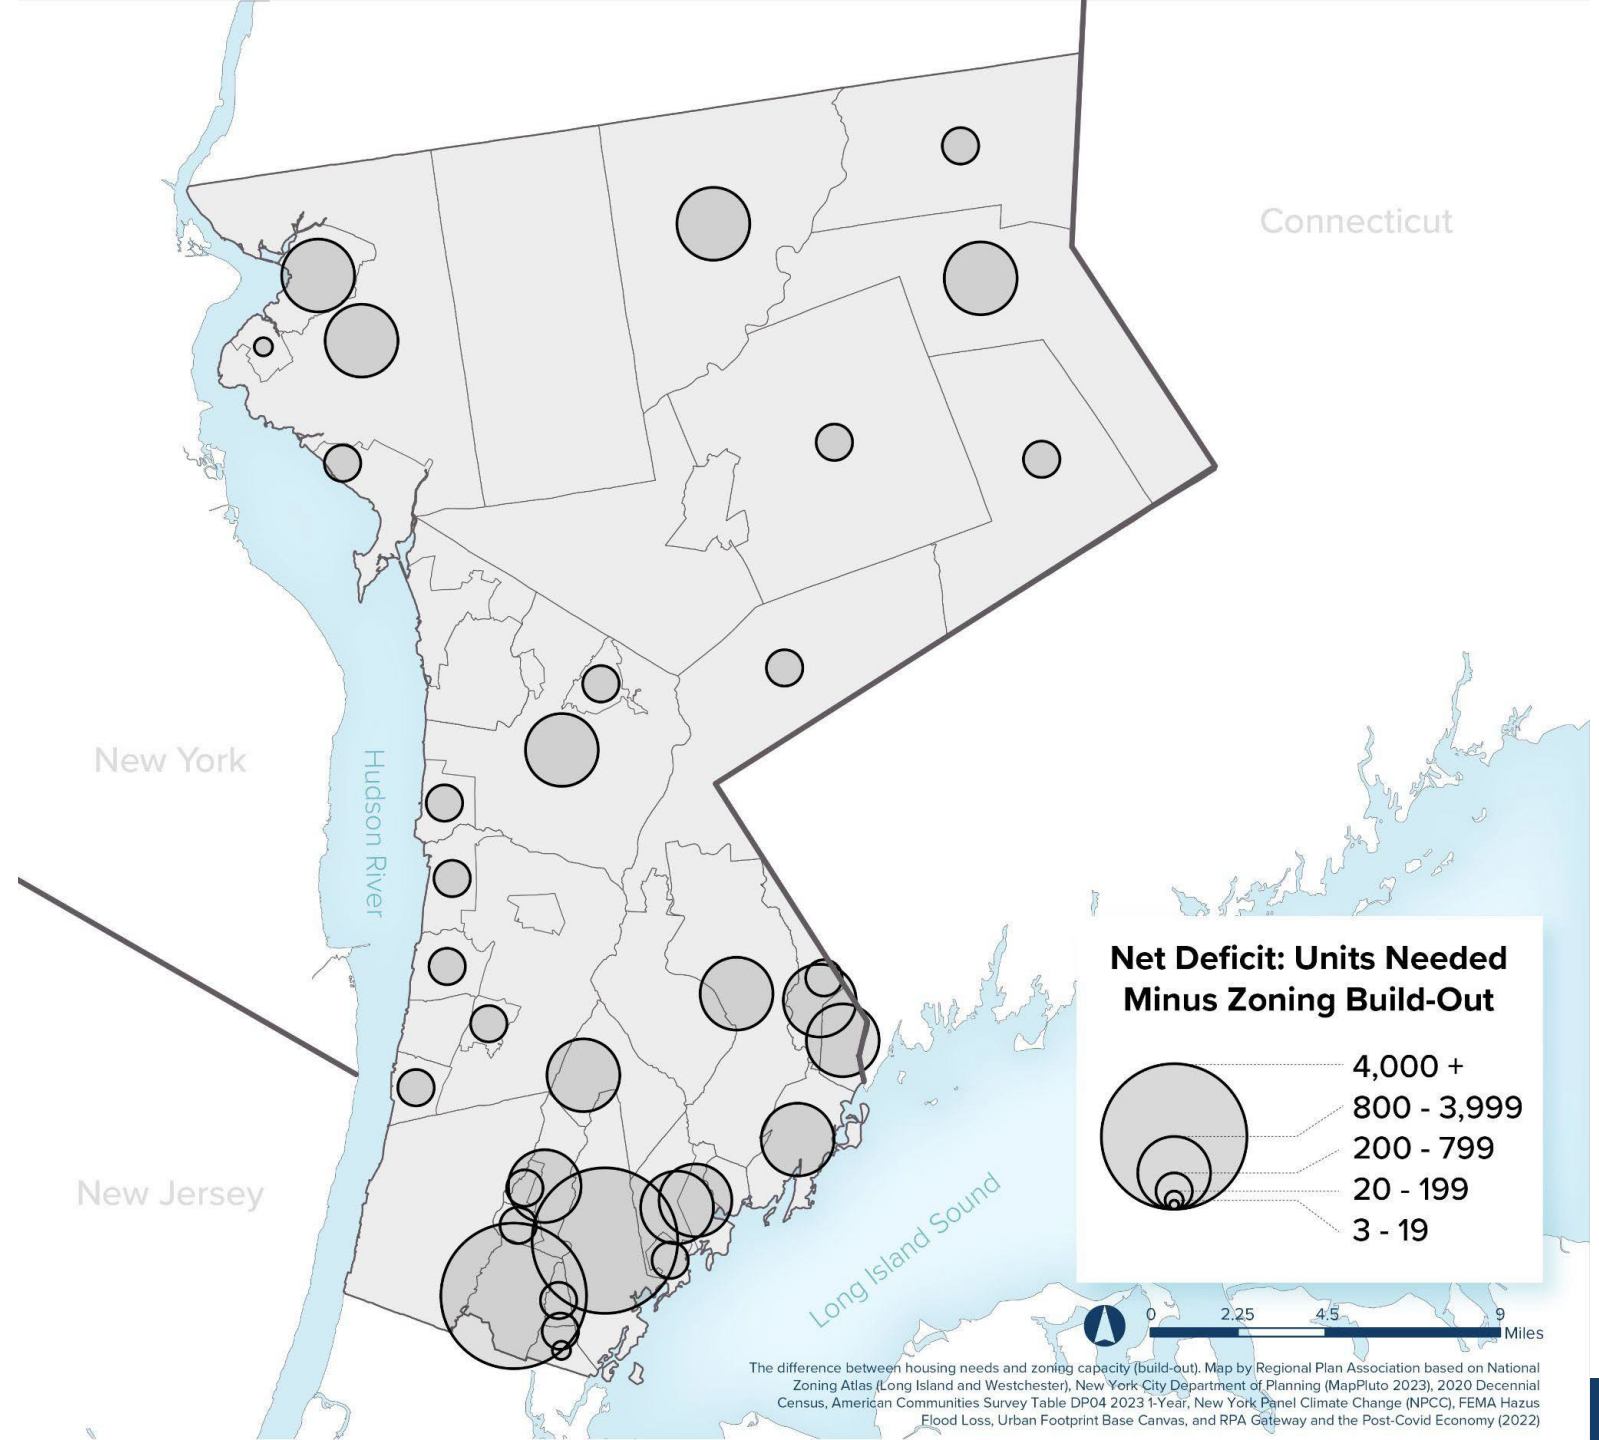 Connecticut
New York
Hudson River
New Jersey
Long Island Sound
Net Deficit: Units Needed
Minus Zoning Build-Out
4,000 +
800 - 3,999
200 - 799
20 - 199
3 - 19
0 2.25 4.5 9
Miles
The difference between housing needs and zoning capacity (build-out). Map by Regional Plan Association based on National
Zoning Atlas (Long Island and Westchester), New York City Department of Planning (MapPluto 2023), 2020 Decennial
Census, American Communities Survey Table DP04 2023 1-Year, New York Panel Climate Change (NPCC), FEMA Hazus
Flood Loss, Urban Footprint Base Canvas, and RPA Gateway and the Post-Covid Economy (2022)